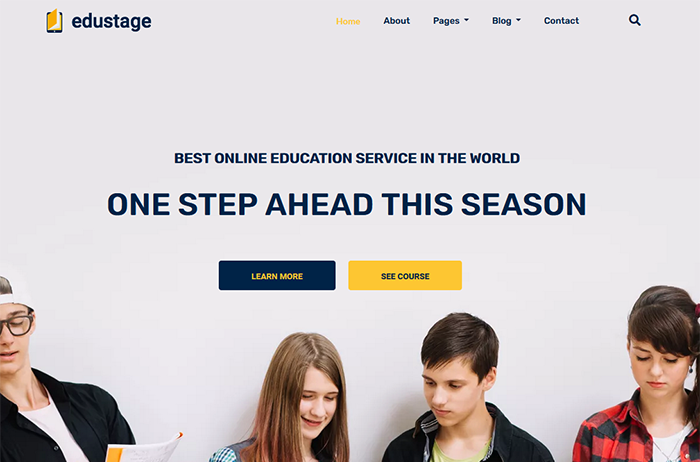 edustage
Home About Pages Blog Contact
BEST ONLINE EDUCATION SERVICE IN THE WORLD
ONE STEP AHEAD THIS SEASON
LEARN MORE SEE COURSE